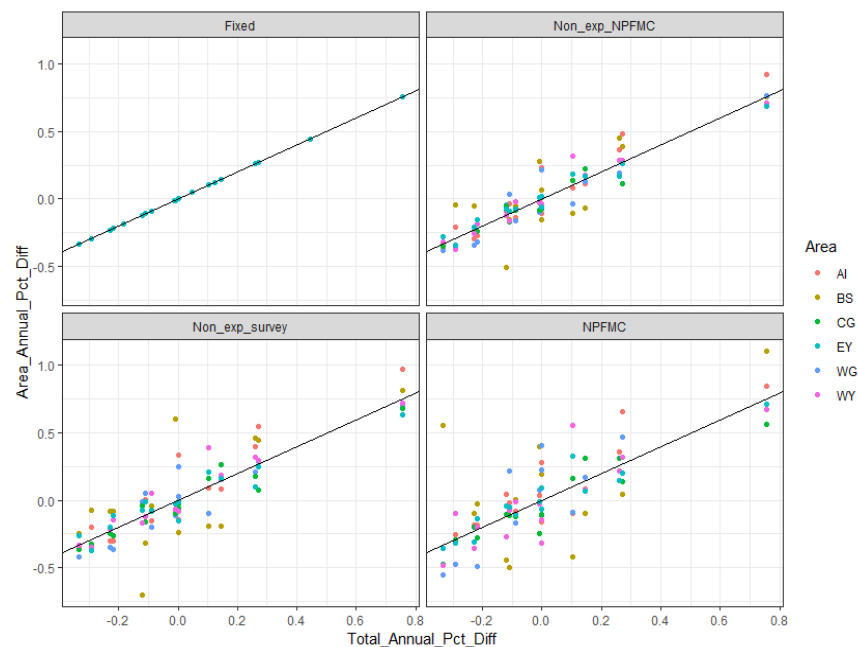 Fixed
Non_exp_NPFMC
1.0
0.5
0.0
-0.5
Non_exp_survey
NPFMC
1.0
0.5
0.0
-0.5
-0.2 0.0 0.2 0.4 0.6 0.8
-0.2 0.0 0.2 0.4 0.6 0.8
Area_Annual_Pct_Diff
Total_Annual_Pct_Diff
Area
AI
BS
CG
EY
WG
WY